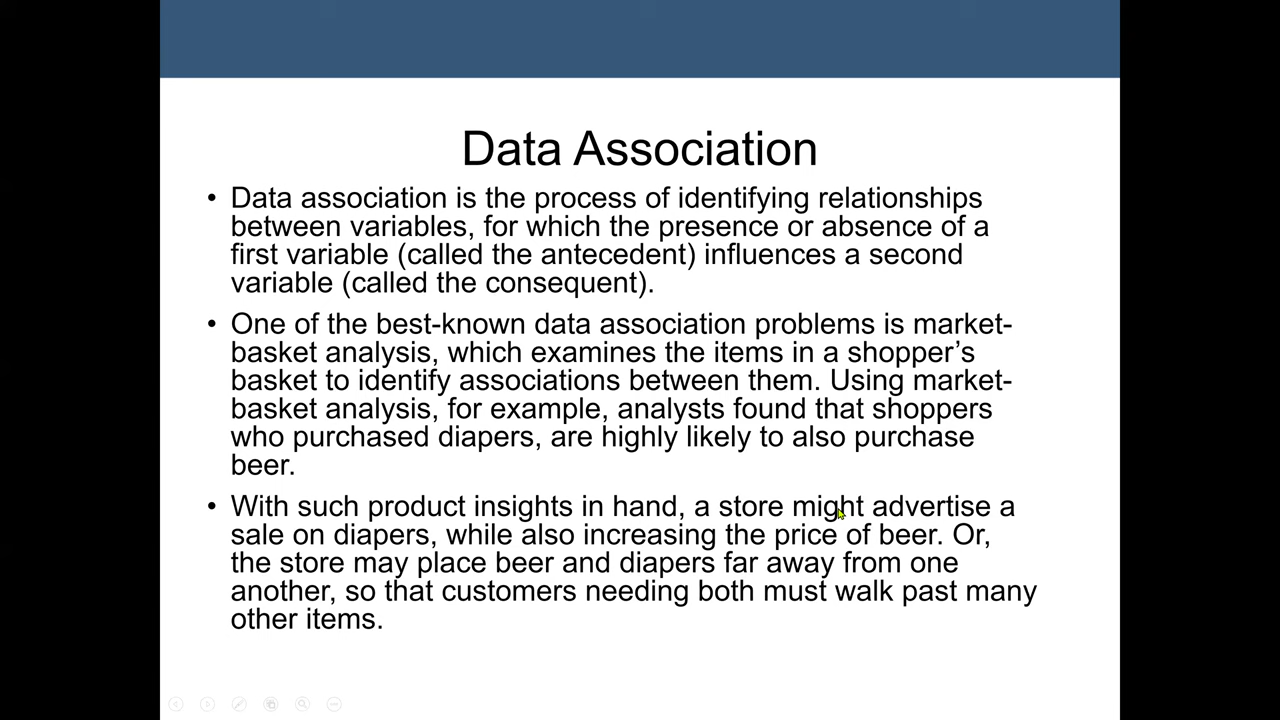 Data Association
• Data association is the process of identifying relationships
between variables, for which the presence or absence of a
first variable (called the antecedent) influences a second
variable (called the consequent).
• One of the best-known data association problems is market-
basket analysis, which examines the items in a shopper’s
basket to identify associations between them. Using market-
basket analysis, for example, analysts found that shoppers
who purchased diapers, are highly likely to also purchase
beer.
• With such product insights in hand, a store might advertise a
sale on diapers, while also increasing the price of beer. Or,
the store may place beer and diapers far away from one
another, so that customers needing both must walk past many
other items.